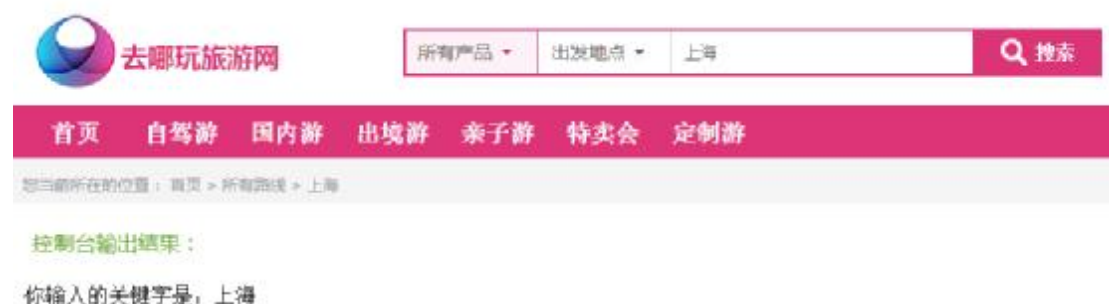 去哪玩旅游网
所有产品 出发地点 上海 搜索
首页 自驾游 国内游 出境游 亲子游 特卖会 定制游
您当前所在的位置：首页 » 所有路线 » 上海
控制台输出结果：
你输入的关键字是，上海